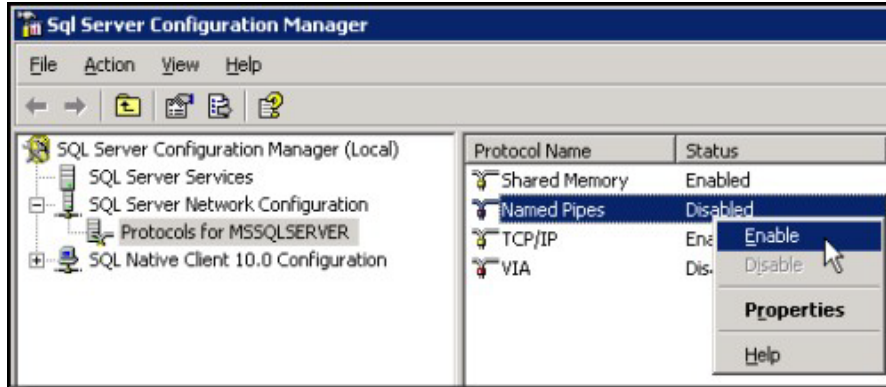 Sql Server Configuration Manager
File Action View Help
SQL Server Configuration Manager (Local)
SQL Server Services
SQL Server Network Configuration
Protocols for MSSQLSERVER
SQL Native Client 10.0 Configuration
Protocol Name Status
Shared Memory Enabled
Named Pipes Disabled
TCP/IP Ena
VIA Dis
Enable
Disable
Properties
Help